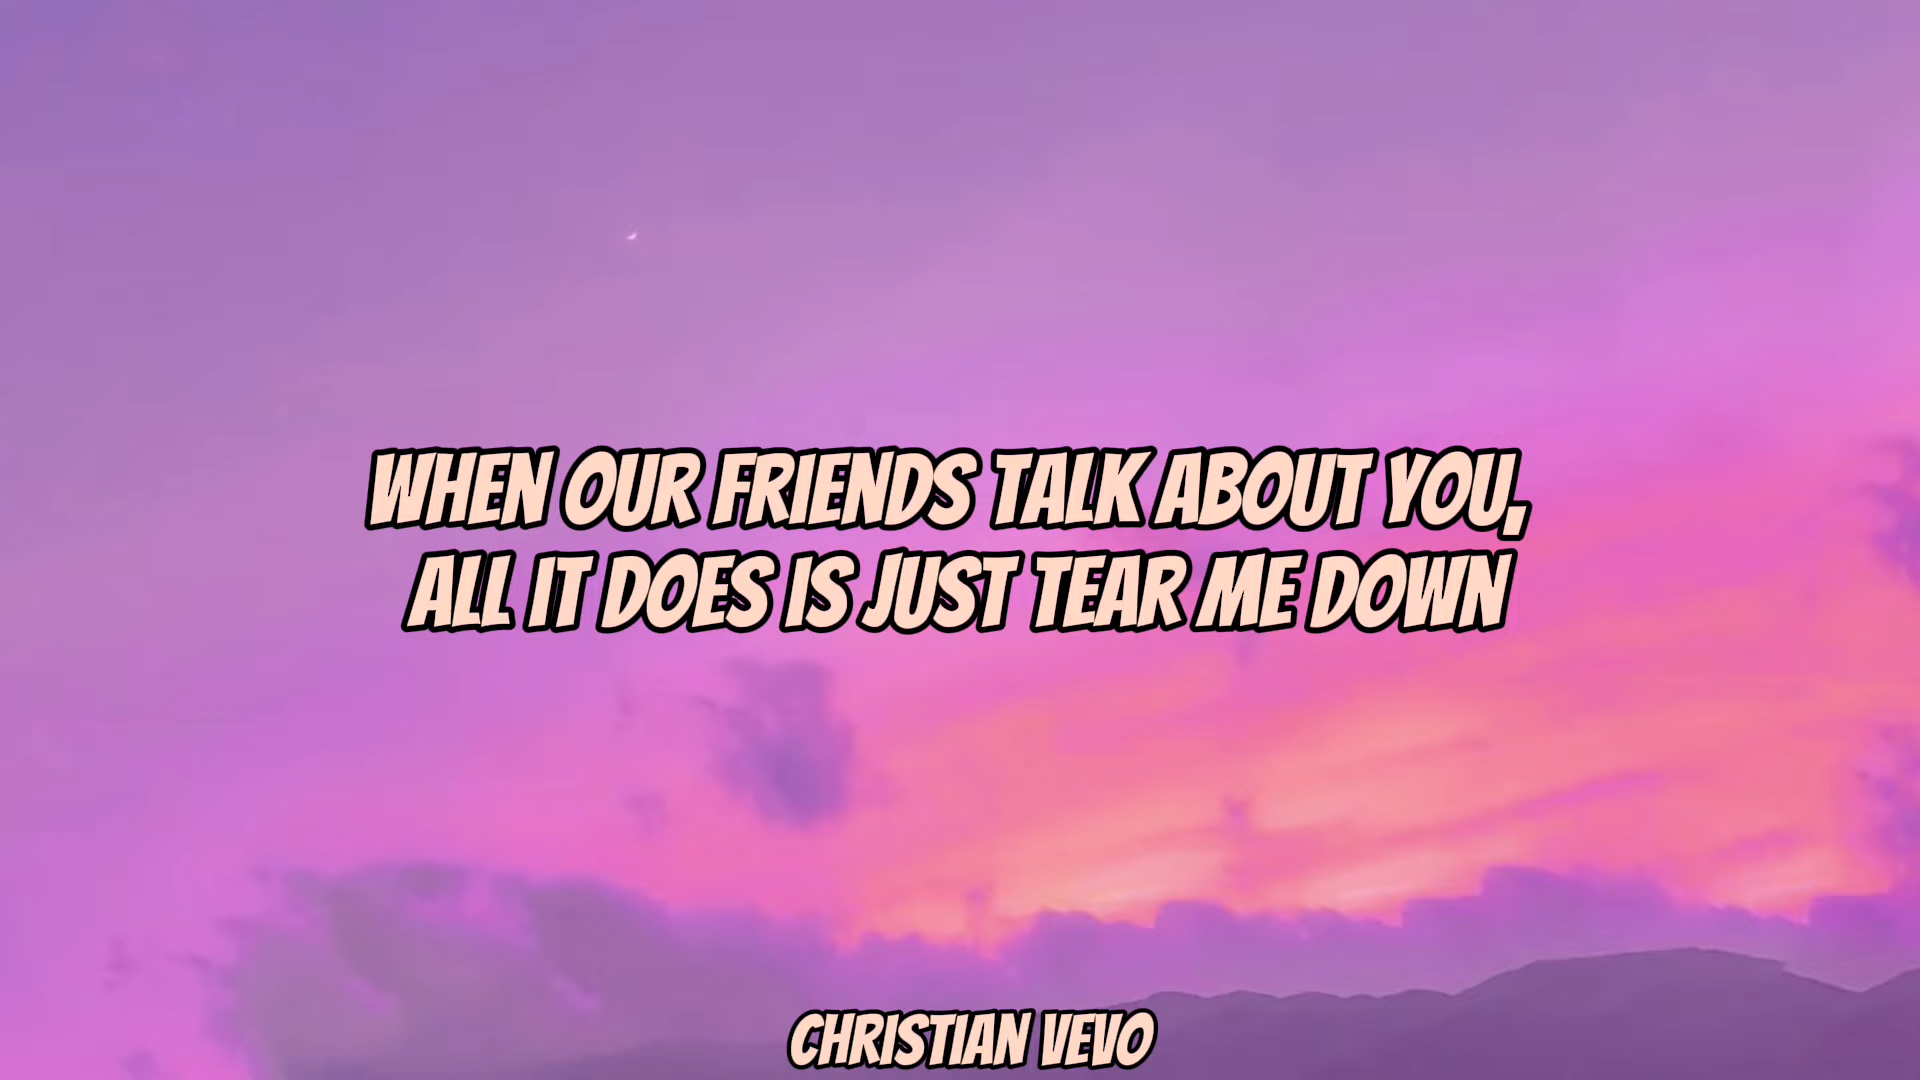 WHEN OUR FRIENDS TALK ABOUT YOU,
ALL IT DOES IS JUST TEAR ME DOWN
CHRISTIAN VEVO